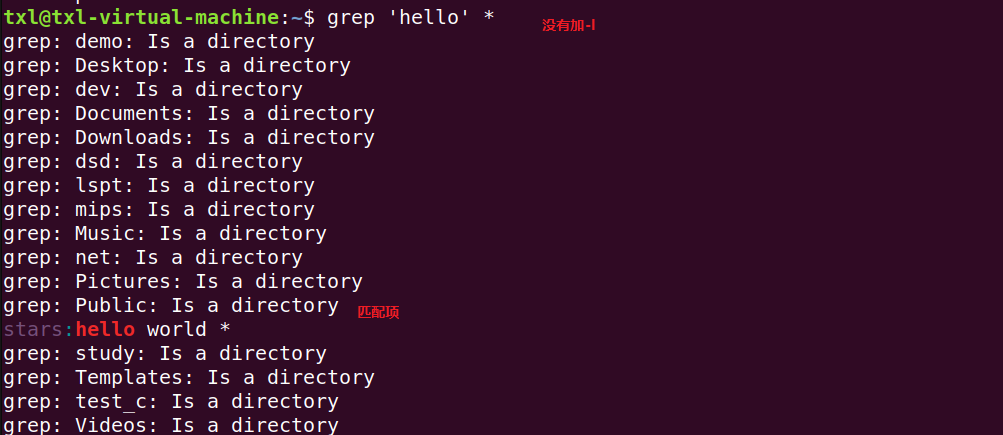 txl@txl-virtual-machine:~$ grep 'hello' * 没有加-l
grep: demo: Is a directory
grep: Desktop: Is a directory
grep: dev: Is a directory
grep: Documents: Is a directory
grep: Downloads: Is a directory
grep: dsd: Is a directory
grep: lspt: Is a directory
grep: mips: Is a directory
grep: Music: Is a directory
grep: net: Is a directory
grep: Pictures: Is a directory
grep: Public: Is a directory 匹配项
stars:hello world *
grep: study: Is a directory
grep: Templates: Is a directory
grep: test_c: Is a directory
grep: Videos: Is a directory